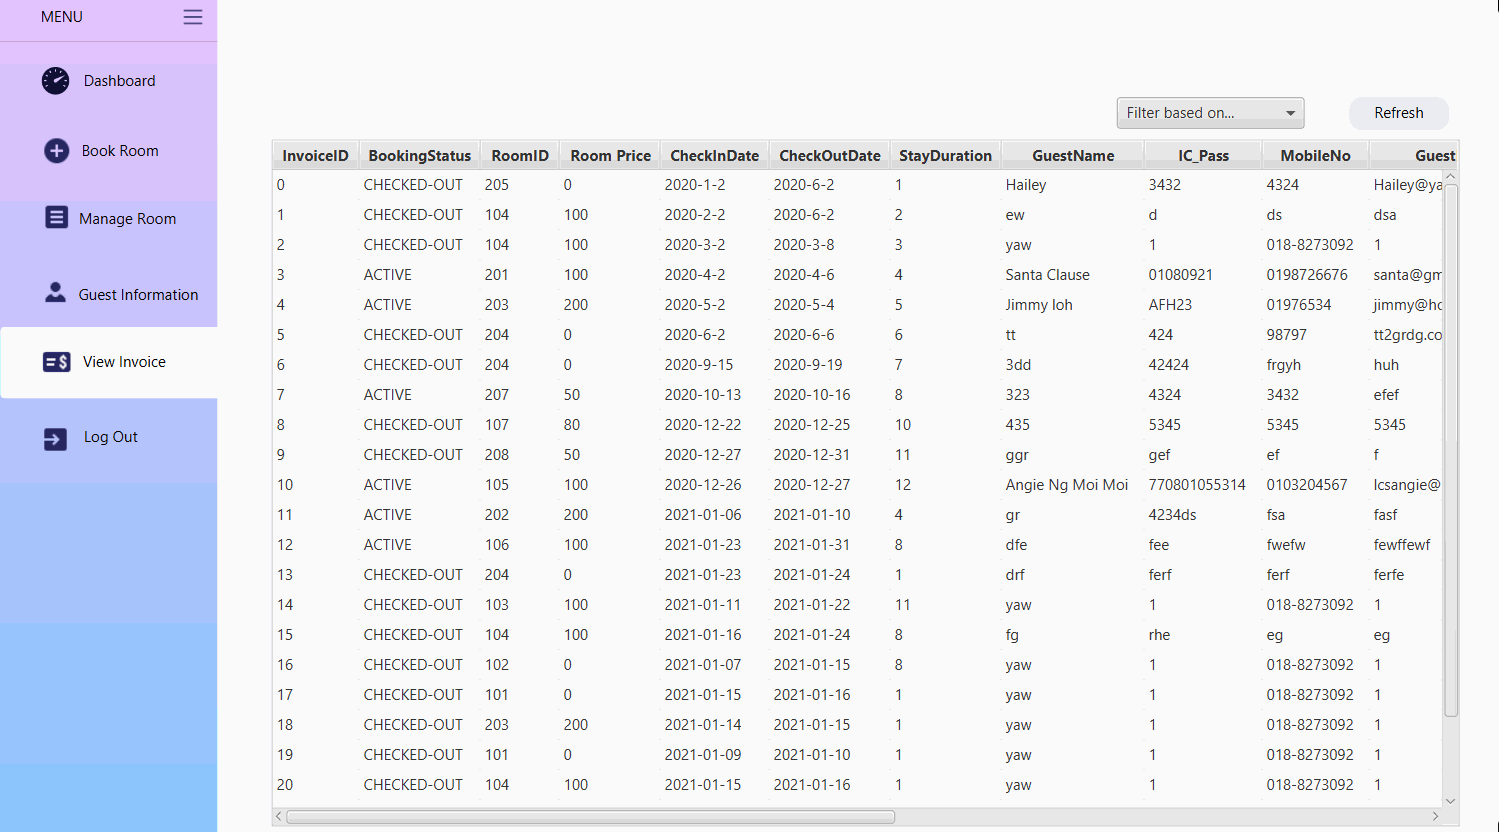 MENU
Dashboard
Book Room
Manage Room
Guest Information
View Invoice
Log Out
Filter based on...
Refresh
InvoiceID BookingStatus RoomID Room Price CheckInDate CheckOutDate StayDuration GuestName IC_Pass MobileNo Guest
0 CHECKED-OUT 205 0 2020-1-2 2020-6-2 1 Hailey 3432 4324 Hailey@ya
1 CHECKED-OUT 104 100 2020-2-2 2020-6-2 2 ew d ds dsa
2 CHECKED-OUT 104 100 2020-3-2 2020-3-8 3 yaw 1 018-8273092 1
3 ACTIVE 201 100 2020-4-2 2020-4-6 4 Santa Clause 01080921 0198726676 santa@gm
4 ACTIVE 203 200 2020-5-2 2020-5-4 5 Jimmy loh AFH23 01976534 jimmy@ho
5 CHECKED-OUT 204 0 2020-6-2 2020-6-6 6 tt 424 98797 tt2grdg.co
6 CHECKED-OUT 204 0 2020-9-15 2020-9-19 7 3dd 42424 frgyh huh
7 ACTIVE 207 50 2020-10-13 2020-10-16 8 323 4324 3432 efef
8 CHECKED-OUT 107 80 2020-12-22 2020-12-25 10 435 5345 5345 5345
9 CHECKED-OUT 208 50 2020-12-27 2020-12-31 11 ggr gef ef f
10 ACTIVE 105 100 2020-12-26 2020-12-27 12 Angie Ng Moi Moi 770801055314 0103204567 lcsangie@
11 ACTIVE 202 200 2021-01-06 2021-01-10 4 gr 4234ds fsa fasf
12 ACTIVE 106 100 2021-01-23 2021-01-31 8 dfe fee fwefw fewffewf
13 CHECKED-OUT 204 0 2021-01-23 2021-01-24 1 drf ferf ferf ferfe
14 CHECKED-OUT 103 100 2021-01-11 2021-01-22 11 yaw 1 018-8273092 1
15 CHECKED-OUT 104 100 2021-01-16 2021-01-24 8 fg rhe eg eg
16 CHECKED-OUT 102 0 2021-01-07 2021-01-15 8 yaw 1 018-8273092 1
17 CHECKED-OUT 101 0 2021-01-15 2021-01-16 1 yaw 1 018-8273092 1
18 CHECKED-OUT 203 200 2021-01-14 2021-01-15 1 yaw 1 018-8273092 1
19 CHECKED-OUT 101 0 2021-01-09 2021-01-10 1 yaw 1 018-8273092 1
20 CHECKED-OUT 104 100 2021-01-15 2021-01-16 1 yaw 1 018-8273092 1